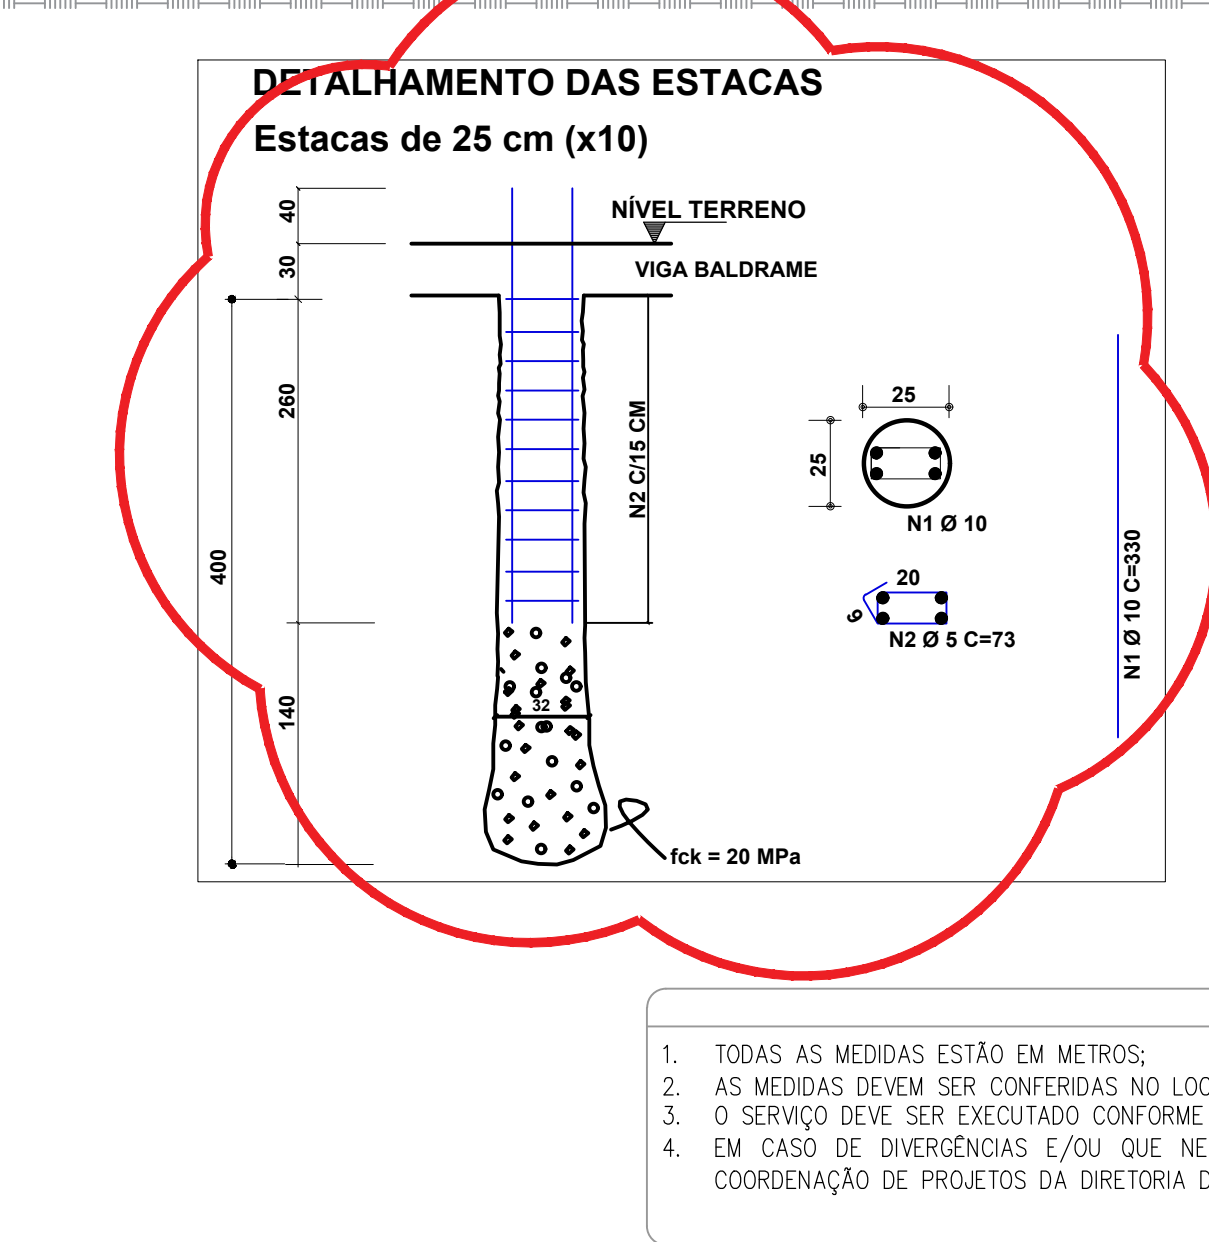 DETALHAMENTO DAS ESTACAS
Estacas de 25 cm (x10)
40
NÍVEL TERRENO
30
VIGA BALDRAME
260
N2 C/15 CM
25
25
N1 Ø 10
400
20
9
N2 Ø 5 C=73
N1 Ø 10 C=330
140
32
fck = 20 MPa
1. TODAS AS MEDIDAS ESTÃO EM METROS;
2. AS MEDIDAS DEVEM SER CONFERIDAS NO LOC
3. O SERVIÇO DEVE SER EXECUTADO CONFORME
4. EM CASO DE DIVERGÊNCIAS E/OU QUE NE
COORDENAÇÃO DE PROJETOS DA DIRETORIA D